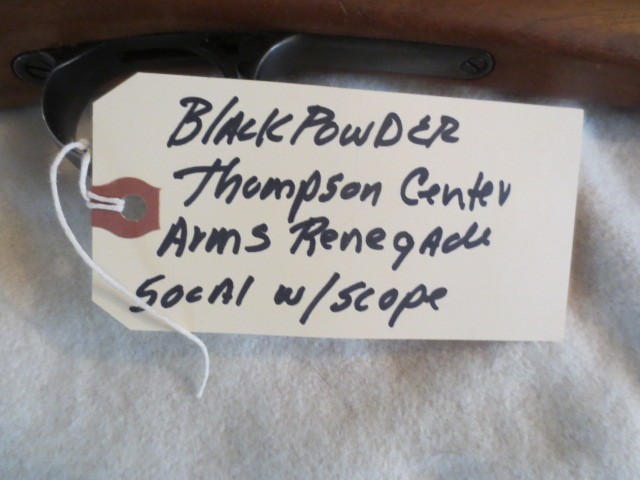 BlACKPOWDER
Thompson Center
Arms Renegade
50CAl w/scope